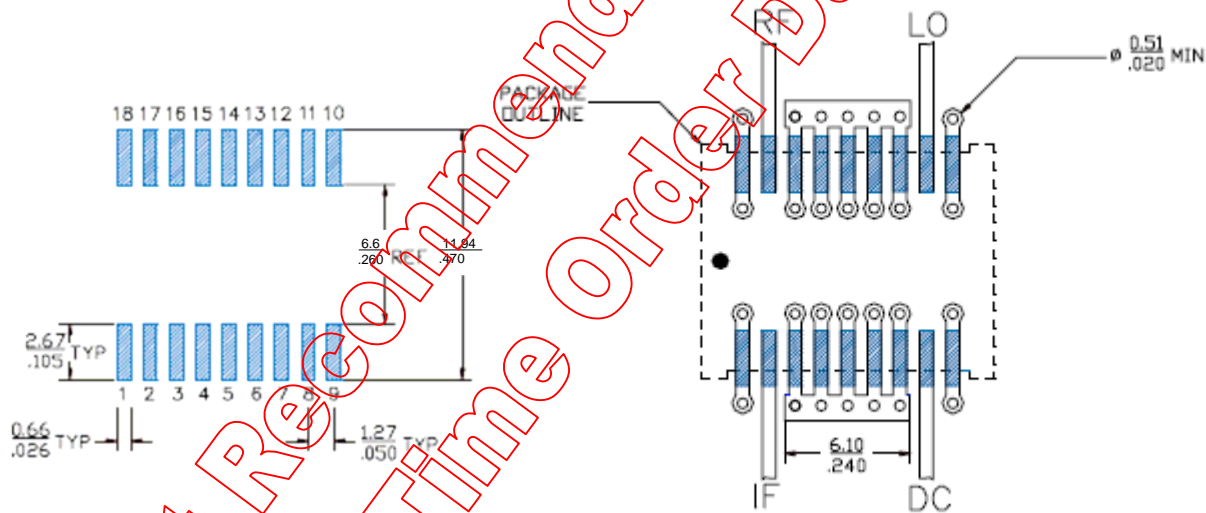 RF
LO
ø 0.51 MIN
.020
PACKAGE
OUTLINE
18 17 16 15 14 13 12 11 10
6.6
.260 REF
11.94
.470
2.67
.105 TYP
1 2 3 4 5 6 7 8 9
0.66
.026 TYP
1.27
.050 TYP
6.10
.240
IF
DC
Recommend
Time Order